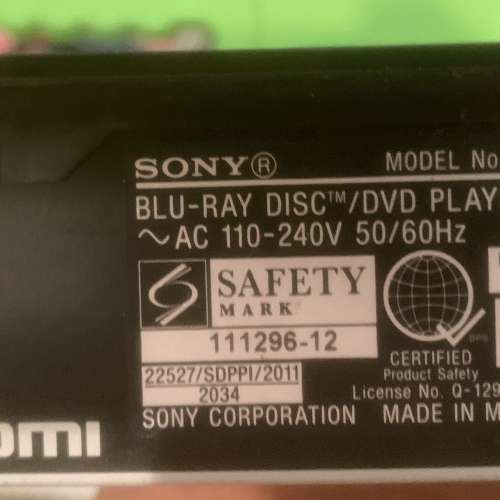 SONY® MODEL No
BLU-RAY DISC™/DVD PLAY
~AC 110-240V 50/60Hz
SAFETY
MARK
111296-12
22527/SDPPI/2011
2034
CERTIFIED
Product Safety
License No. Q-129
SONY CORPORATION MADE IN M
omi